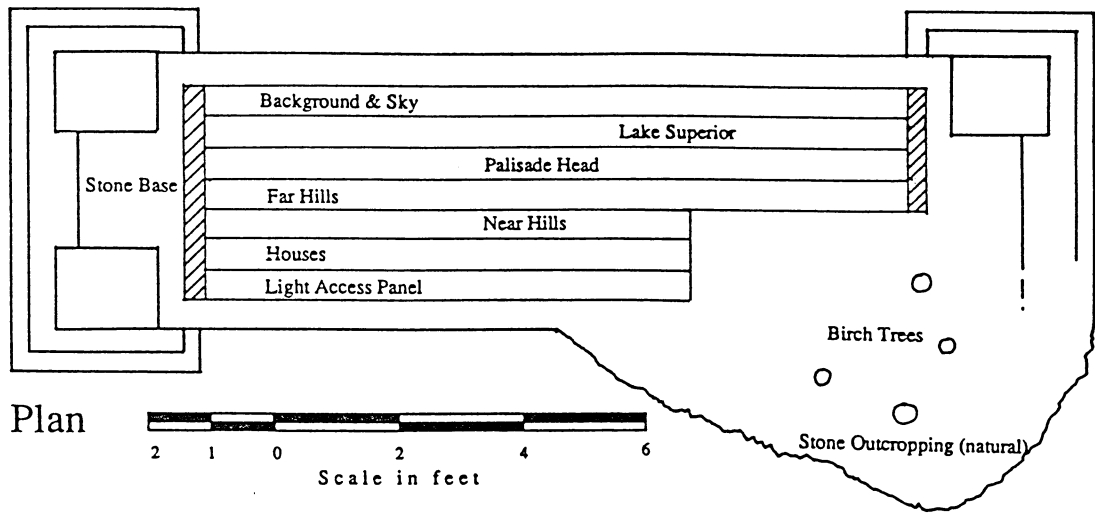 Background & Sky
Lake Superior
Palisade Head
Stone Base
Far Hills
Near Hills
Houses
Light Access Panel
Birch Trees
Plan
Stone Outcropping (natural)
2 1 0 2 4 6
Scale in feet